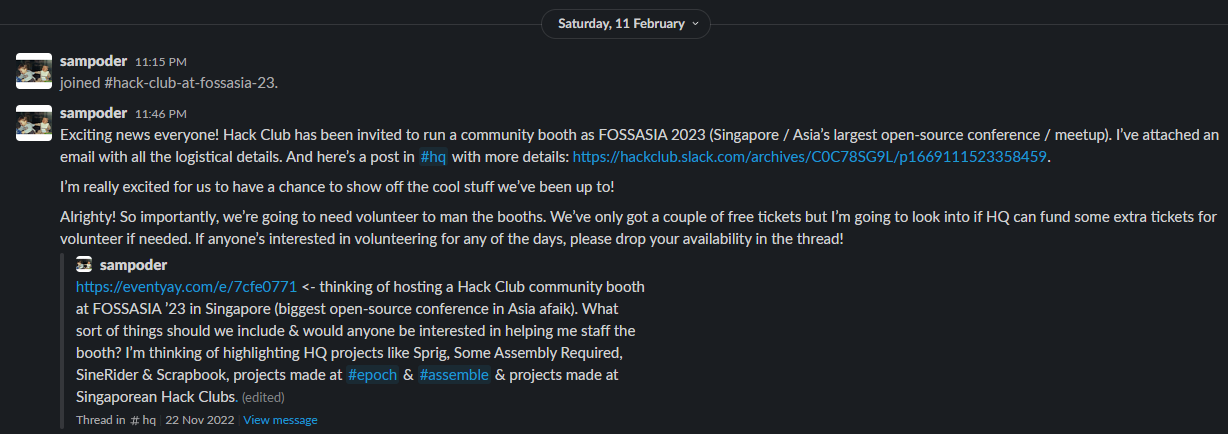 Saturday, 11 February
sampoder 11:15 PM
joined #hack-club-at-fossasia-23.
sampoder 11:46 PM
Exciting news everyone! Hack Club has been invited to run a community booth as FOSSASIA 2023 (Singapore / Asia's largest open-source conference / meetup). I've attached an
email with all the logistical details. And here's a post in #hq with more details: https://hackclub.slack.com/archives/C0C78SG9L/p1669111523358459.
I'm really excited for us to have a chance to show off the cool stuff we've been up to!
Alrighty! So importantly, we're going to need volunteer to man the booths. We've only got a couple of free tickets but I'm going to look into if HQ can fund some extra tickets for
volunteer if needed. If anyone's interested in volunteering for any of the days, please drop your availability in the thread!
sampoder
https://eventyay.com/e/7cfe0771 <- thinking of hosting a Hack Club community booth
at FOSSASIA '23 in Singapore (biggest open-source conference in Asia afaik). What
sort of things should we include & would anyone be interested in helping me staff the
booth? I'm thinking of highlighting HQ projects like Sprig, Some Assembly Required,
SineRider & Scrapbook, projects made at #epoch & #assemble & projects made at
Singaporean Hack Clubs. (edited)
Thread in # hq | 22 Nov 2022 | View message